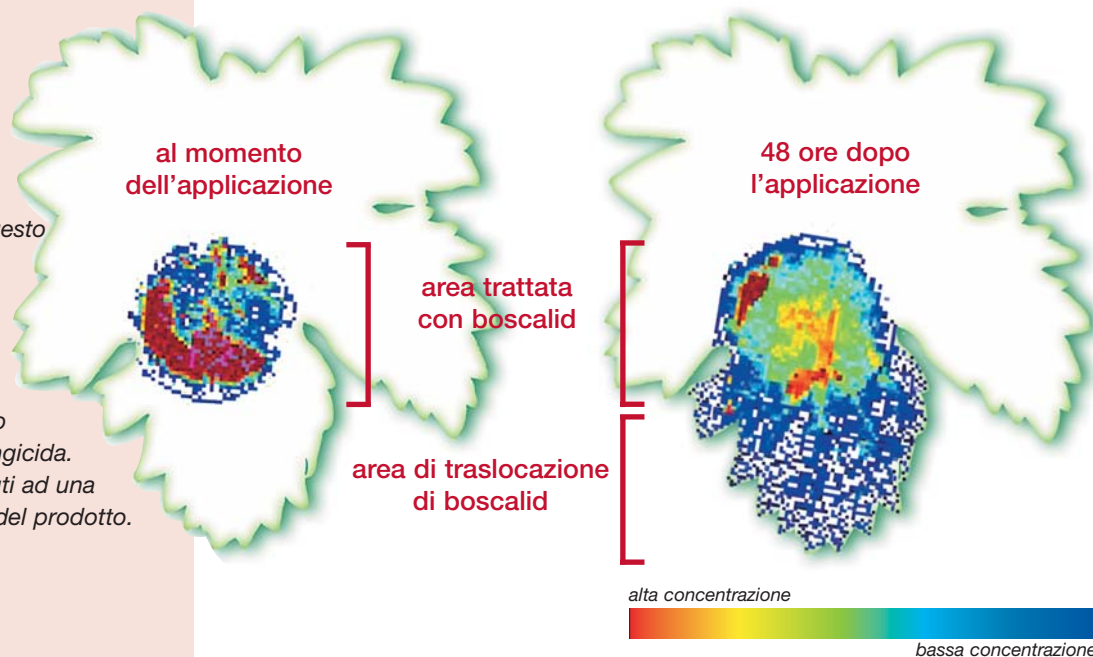 esto
ngicida.
ti ad una
del prodotto.
al momento
dell'applicazione
48 ore dopo
l'applicazione
area trattata
con boscalid
area di traslocazione
di boscalid
alta concentrazione
bassa concentrazione